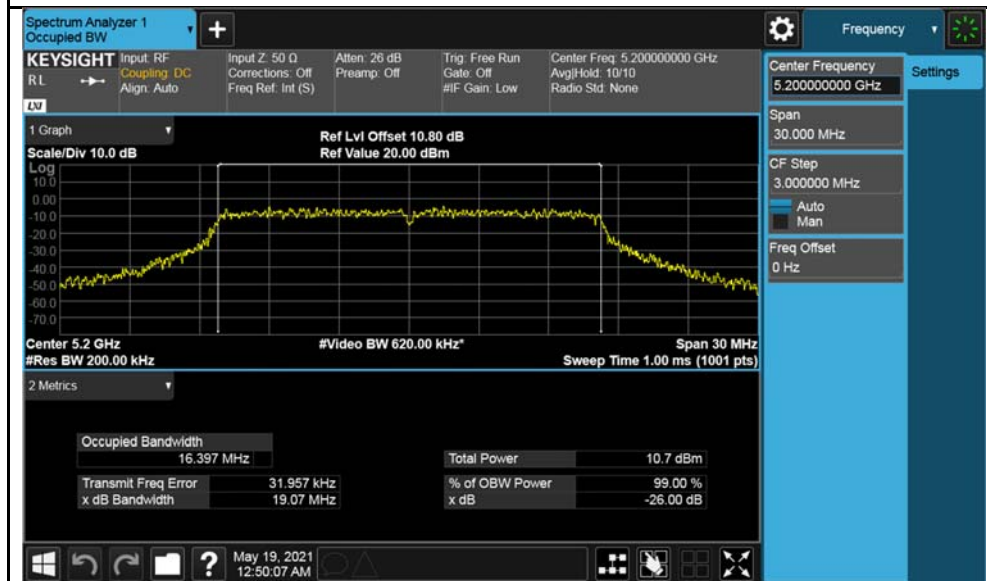 Spectrum Analyzer 1
Occupied BW
+
Frequency
KEYSIGHT
RL
LXI
Input: RF
Coupling: DC
Align: Auto
Input Z: 50 Ω
Corrections: Off
Freq Ref: Int (S)
Atten: 26 dB
Preamp: Off
Trig: Free Run
Gate: Off
#IF Gain: Low
Center Freq: 5.200000000 GHz
Avg|Hold: 10/10
Radio Std: None
Center Frequency
5.200000000 GHz
Settings
Span
30.000 MHz
CF Step
3.000000 MHz
Auto
Man
Freq Offset
0 Hz
1 Graph
Scale/Div 10.0 dB
Ref Lvl Offset 10.80 dB
Ref Value 20.00 dBm
Log
10.0
0.00
-10.0
-20.0
-30.0
-40.0
-50.0
-60.0
-70.0
Center 5.2 GHz
#Res BW 200.00 kHz
#Video BW 620.00 kHz*
Span 30 MHz
Sweep Time 1.00 ms (1001 pts)
2 Metrics
Occupied Bandwidth
16.397 MHz
Total Power 10.7 dBm
Transmit Freq Error 31.957 kHz
% of OBW Power 99.00 %
x dB Bandwidth 19.07 MHz
x dB -26.00 dB
?
May 19, 2021
12:50:07 AM